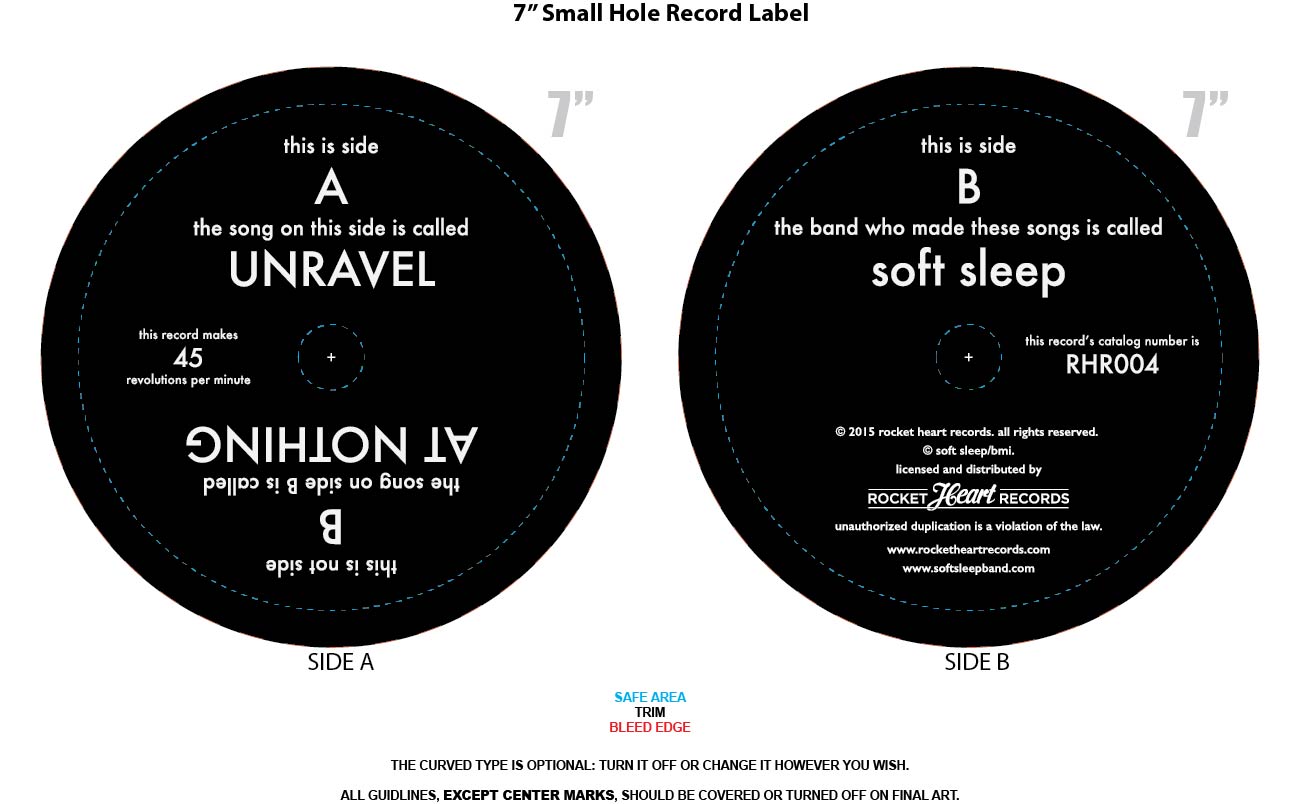 7” Small Hole Record Label
7”
this is side
A
the song on this side is called
UNRAVEL
this record makes
45
revolutions per minute
this is not side
B
the song on side B is called
AT NOTHING
SIDE A
7”
this is side
B
the band who made these songs is called
soft sleep
this record’s catalog number is
RHR004
© 2015 rocket heart records. all rights reserved.
© soft sleep/bmi.
licensed and distributed by
ROCKET Heart RECORDS
unauthorized duplication is a violation of the law.
www.rocketheartrecords.com
www.softsleepband.com
SIDE B
SAFE AREA
TRIM
BLEED EDGE
THE CURVED TYPE IS OPTIONAL: TURN IT OFF OR CHANGE IT HOWEVER YOU WISH.
ALL GUIDLINES, EXCEPT CENTER MARKS, SHOULD BE COVERED OR TURNED OFF ON FINAL ART.